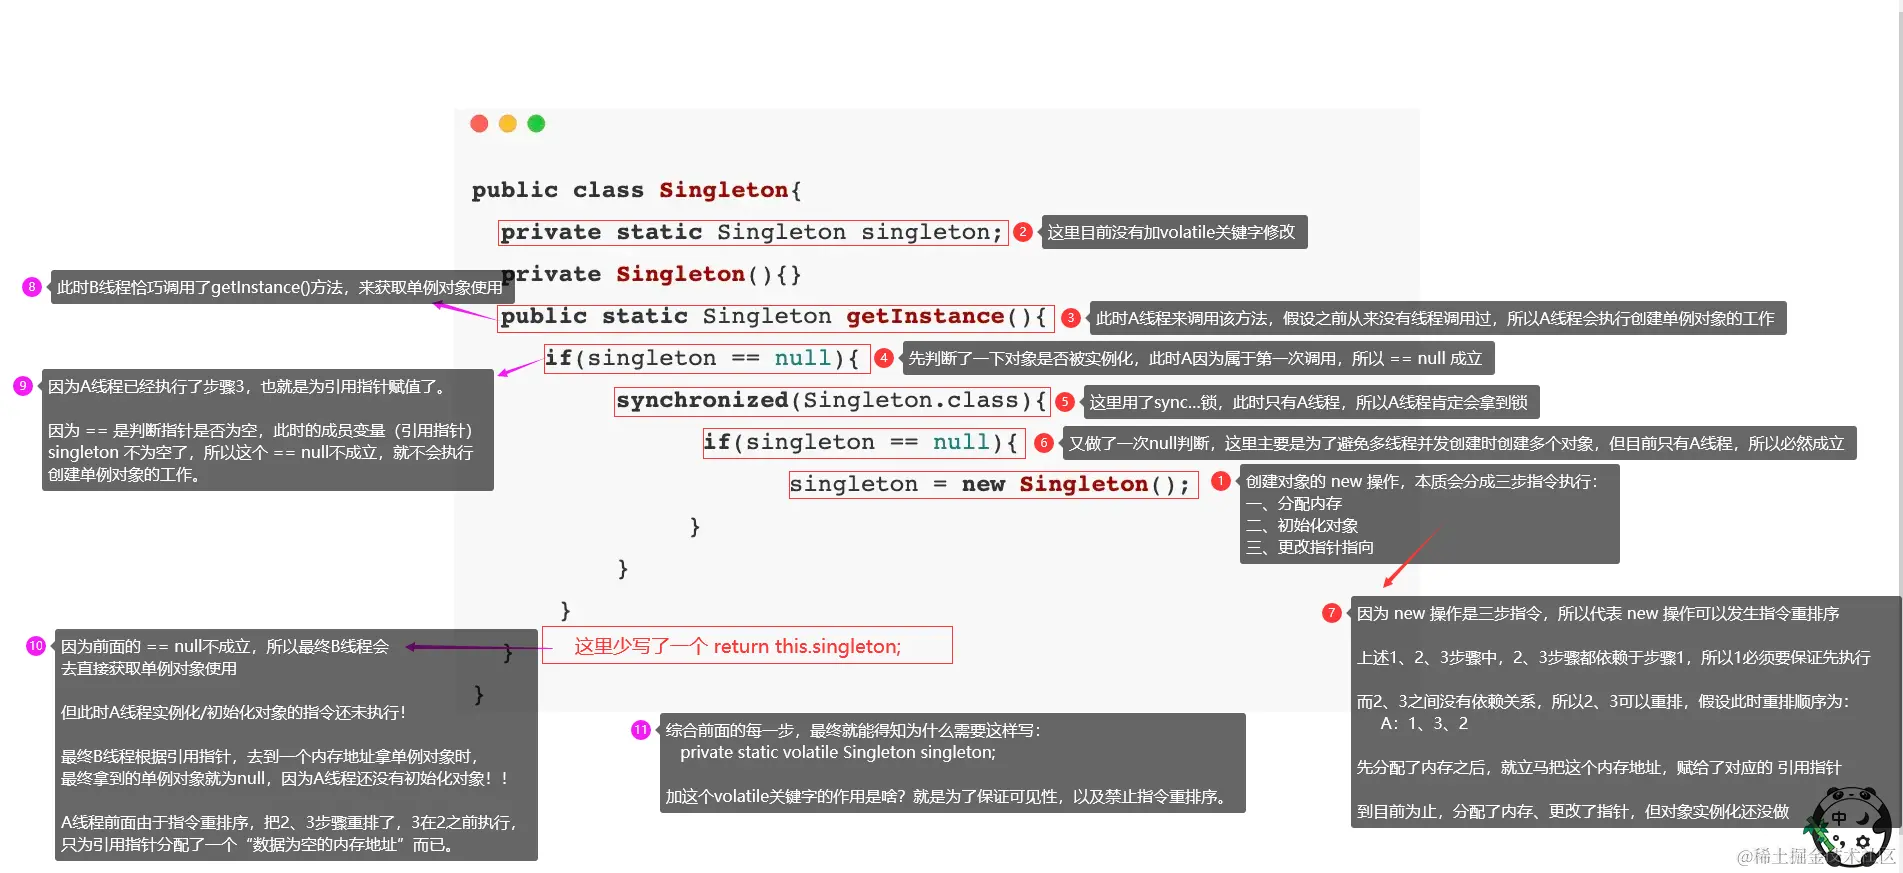 public class Singleton{
private static Singleton singleton;
2
这里目前没有加volatile关键字修改
private Singleton(){}
8
此时B线程恰巧调用了getInstance()方法，来获取单例对象使用
public static Singleton getInstance(){
3
此时A线程来调用该方法，假设之前从来没有线程调用过，所以A线程会执行创建单例对象的工作
if(singleton == null){
4
先判断了一下对象是否被实例化，此时A因为属于第一次调用，所以 == null 成立
9
因为A线程已经执行了步骤3，也就是为引用指针赋值了。
因为 == 是判断指针是否为空，此时的成员变量（引用指针）
singleton 不为空了，所以这个 == null不成立，就不会执行
创建单例对象的工作。
synchronized(Singleton.class){
5
这里用了sync...锁，此时只有A线程，所以A线程肯定会拿到锁
if(singleton == null){
6
又做了一次null判断，这里主要是为了避免多线程并发创建时创建多个对象，但目前只有A线程，所以必然成立
singleton = new Singleton();
1
创建对象的 new 操作，本质会分成三步指令执行：
一、分配内存
二、初始化对象
三、更改指针指向
}
}
}
7
因为 new 操作是三步指令，所以代表 new 操作可以发生指令重排序
上述1、2、3步骤中，2、3步骤都依赖于步骤1，所以1必须要保证先执行
而2、3之间没有依赖关系，所以2、3可以重排，假设此时重排顺序为：
A：1、3、2
先分配了内存之后，就立马把这个内存地址，赋给了对应的 引用指针
到目前为止，分配了内存、更改了指针，但对象实例化还没做
这里少写了一个 return this.singleton;
}
}
10
因为前面的 == null不成立，所以最终B线程会
去直接获取单例对象使用
但此时A线程实例化/初始化对象的指令还未执行！
最终B线程根据引用指针，去到一个内存地址拿单例对象时，
最终拿到的单例对象就为null，因为A线程还没有初始化对象！！
A线程前面由于指令重排序，把2、3步骤重排了，3在2之前执行，
只为引用指针分配了一个“数据为空的内存地址”而已。
11
综合前面的每一步，最终就能得知为什么需要这样写：
private static volatile Singleton singleton;
加这个volatile关键字的作用是啥？就是为了保证可见性，以及禁止指令重排序。
中
@稀土掘金技术社区